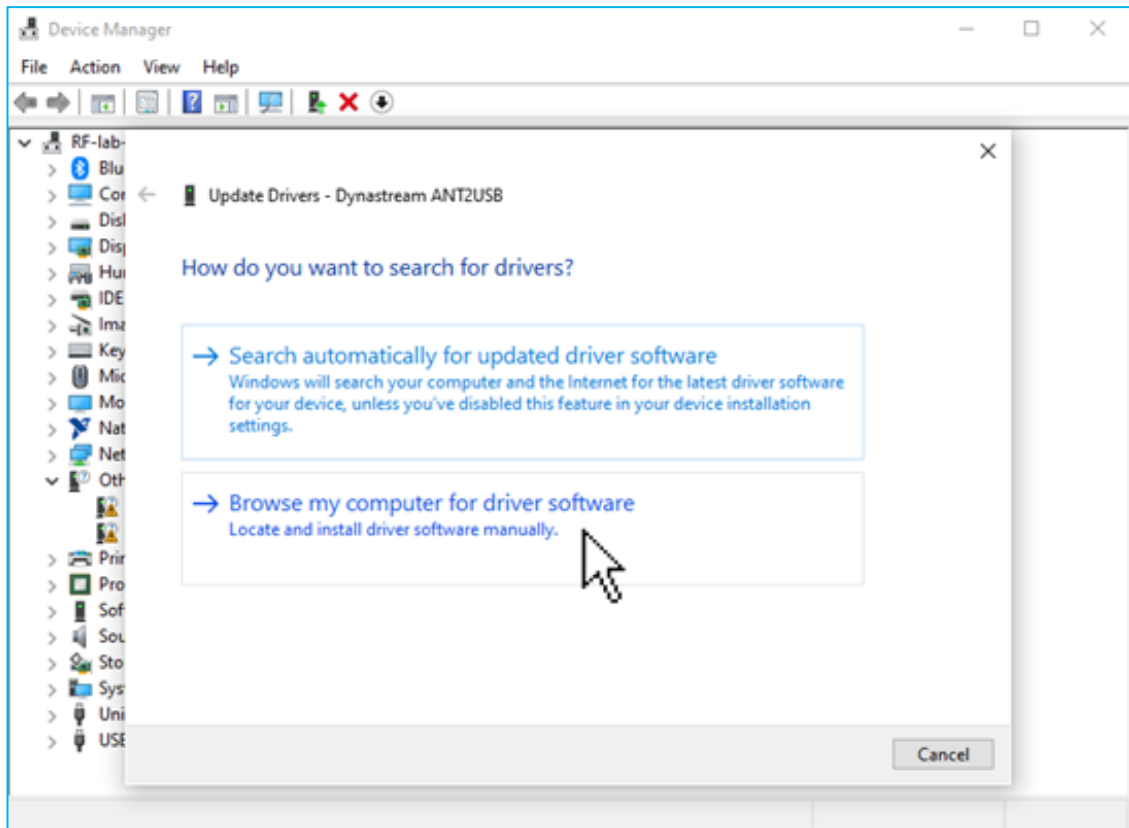 Device Manager
File Action View Help
RF-lab-
Blu
Cor
Disl
Disp
Hui
IDE
Ima
Key
Mic
Mo
Nat
Net
Oth
Prir
Pro
Sof
Sou
Sto
Sys
Uni
USE
Update Drivers - Dynastream ANT2USB
How do you want to search for drivers?
Search automatically for updated driver software
Windows will search your computer and the Internet for the latest driver software
for your device, unless you've disabled this feature in your device installation
settings.
Browse my computer for driver software
Locate and install driver software manually.
Cancel